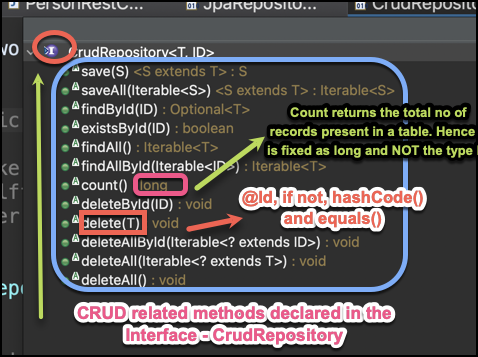 PersonRestC...
JpaReposito
CrudReposito
CrudRepository<T, ID>
save(S) <S extends T> : S
saveAll(Iterable<S>) <S extends T> : Iterable<S>
findById(ID) : Optional<T>
existsById(ID) : boolean
findAll() : Iterable<T>
findAllById(Iterable<ID>) : Iterable<T>
count() : long
deleteById(ID) : void
delete(T) : void
deleteAllById(Iterable<? extends ID>) : void
deleteAll(Iterable<? extends T>) : void
deleteAll() : void
Count returns the total no of
records present in a table. Hence
is fixed as long and NOT the type I
@Id, if not, hashCode()
and equals()
CRUD related methods declared in the
Interface - CrudRepository